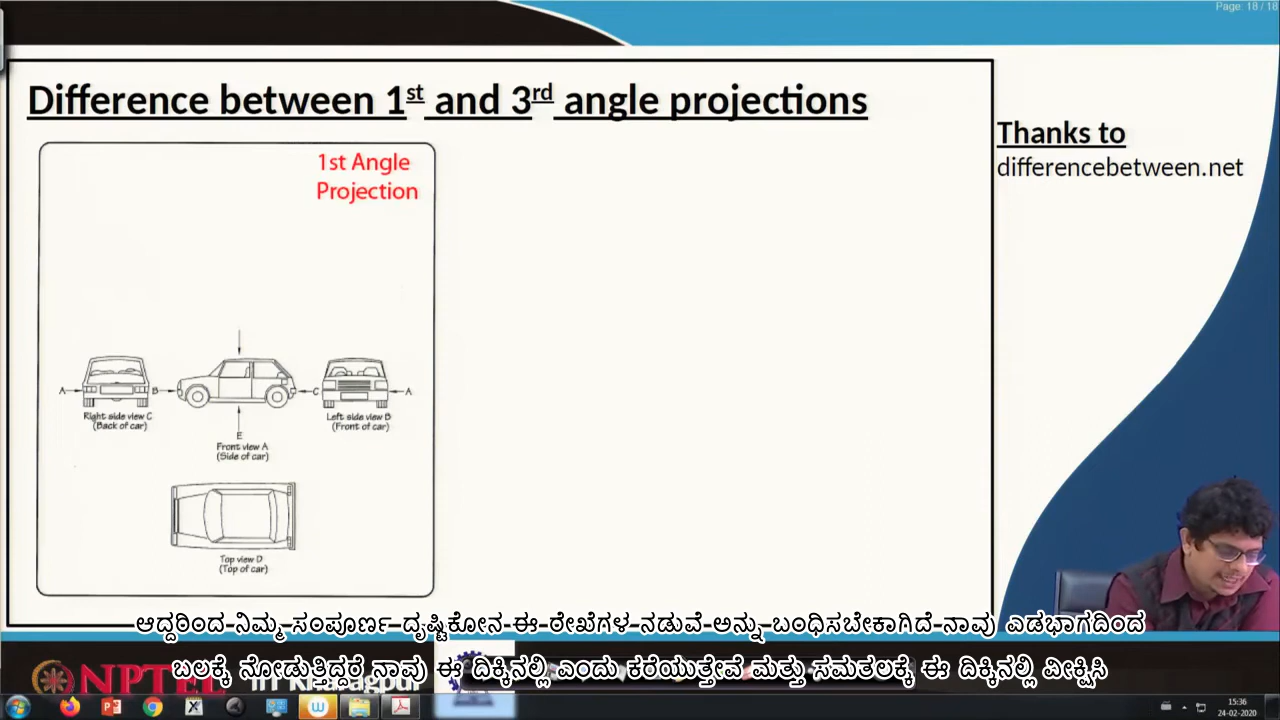 Page: 18 / 18
Difference between 1st and 3rd angle projections
Thanks to
differencebetween.net
1st Angle
Projection
A
B
C
A
Right side view C
(Back of car)
Left side view B
(Front of car)
E
Front view A
(Side of car)
Top view D
(Top of car)
ಆದ್ದರಿಂದ ನಿಮ್ಮ ಸಂಪೂರ್ಣ ದೃಷ್ಟಿಕೋನ ಈ ರೇಖೆಗಳ ನಡುವೆ ಅನ್ನು ಬಂಧಿಸಬೇಕಾಗಿದೆ ನಾವು ಎಡಭಾಗದಿಂದ
ಬಲಕ್ಕೆ ನೋಡುತ್ತಿದ್ದರೆ ನಾವು ಈ ದಿಕ್ಕಿನಲ್ಲಿ ಎಂದು ಕರೆಯುತ್ತೇವೆ ಮತ್ತು ಸಮತಲಕ್ಕೆ ಈ ದಿಕ್ಕಿನಲ್ಲಿ ವೀಕ್ಷಿಸಿ
NPTEL IIT Kharagpur
15:36
24-02-2020